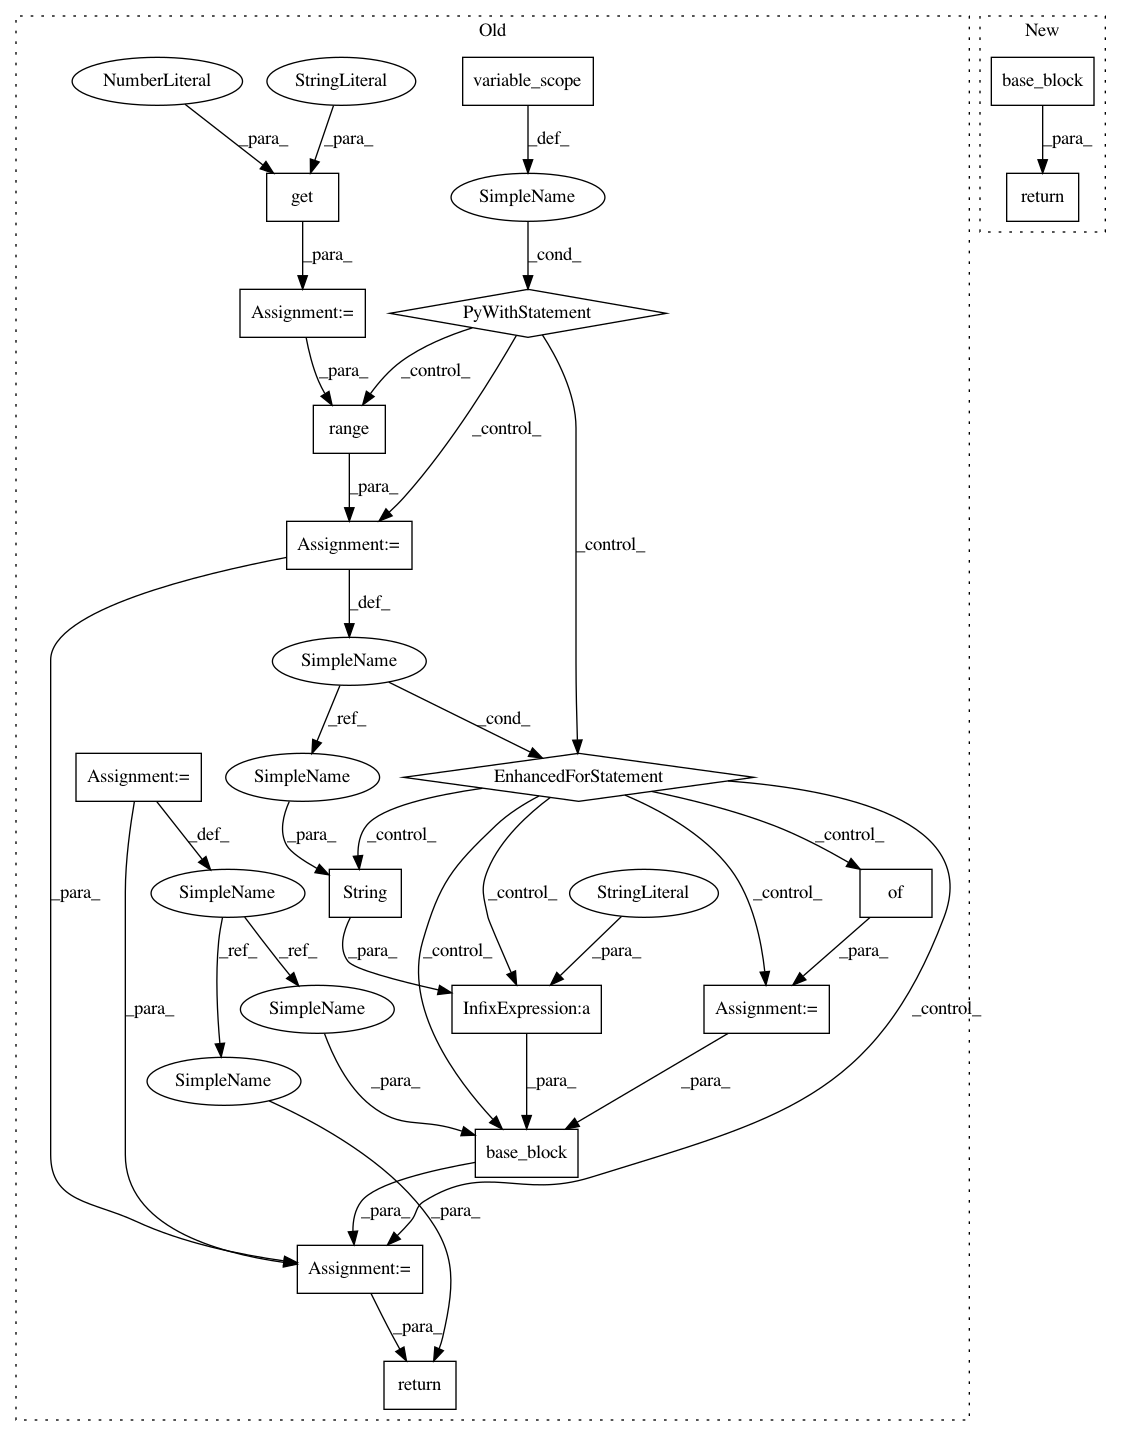 Old
New
NumberLiteral
StringLiteral
variable_scope
base_block
_para_
_para_
_def_
_para_
get
SimpleName
return
_para_
_cond_
Assignment:=
PyWithStatement
_para_
_control_
range
_control_
_para_
Assignment:=
_control_
_def_
SimpleName
_ref_
_cond_
Assignment:=
SimpleName
EnhancedForStatement
_def_
_para_
_control_
_control_
_para_
SimpleName
String
StringLiteral
of
_control_
_control_
_ref_
_ref_
_para_
_control_
_para_
_para_
_para_
SimpleName
InfixExpression:a
Assignment:=
_control_
SimpleName
_para_
_para_
_para_
base_block
_para_
_para_
Assignment:=
_para_
return